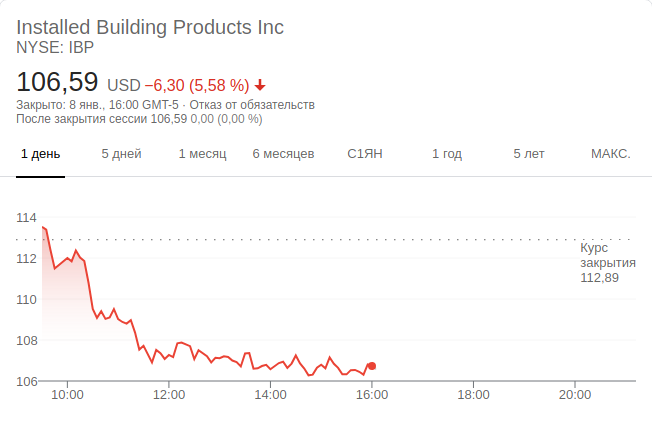 Installed Building Products Inc
NYSE: IBP
106,59 USD −6,30 (5,58 %)
Закрыто: 8 янв., 16:00 GMT-5 · Отказ от обязательств
После закрытия сессии 106,59 0,00 (0,00 %)
1 день 5 дней 1 месяц 6 месяцев С1ЯН 1 год 5 лет МАКС.
114
Курс
закрытия
112,89
112
110
108
106
10:00 12:00 14:00 16:00 18:00 20:00